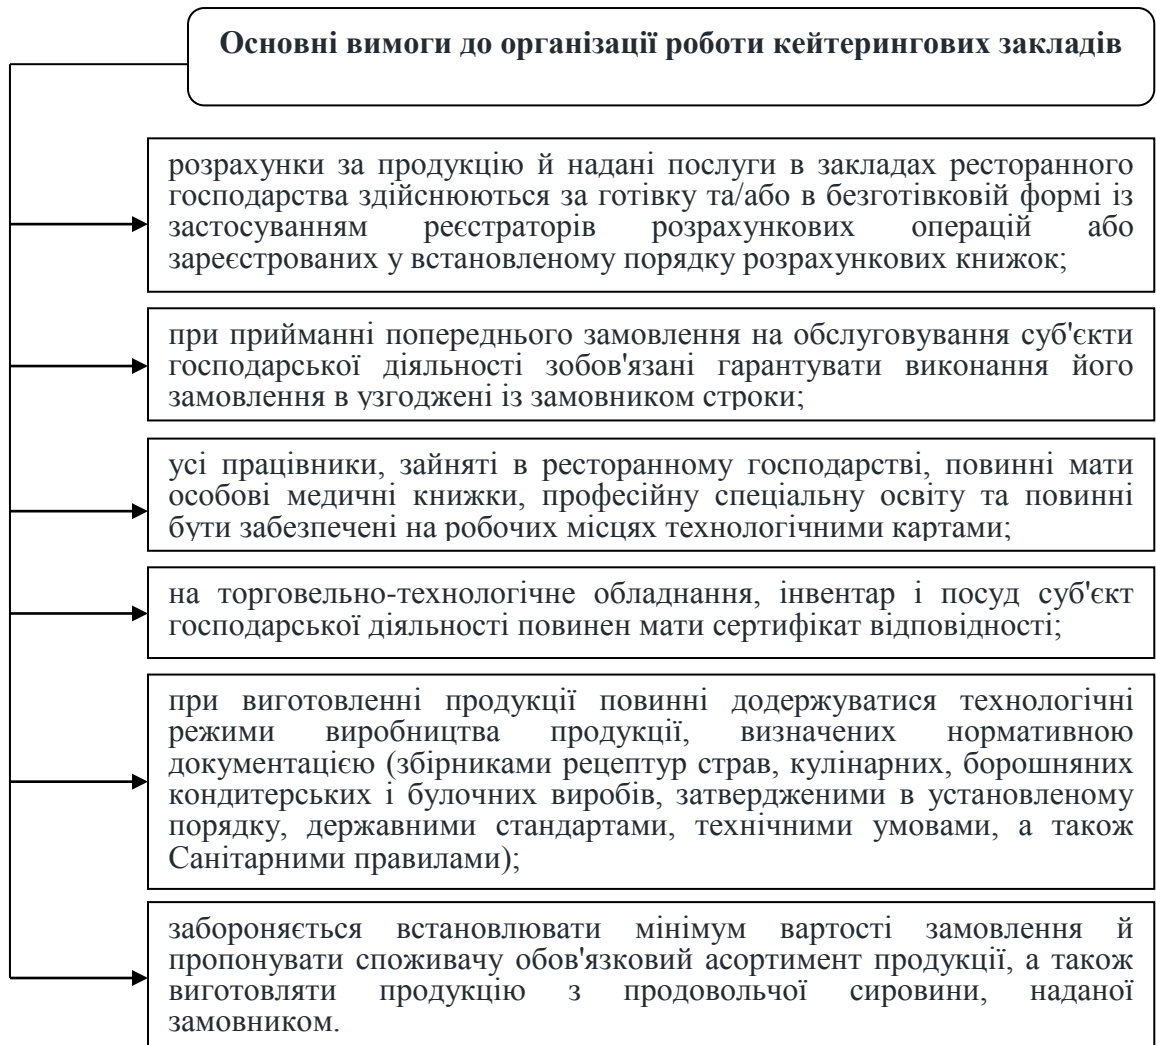 Основні вимоги до організації роботи кейтерингових закладів
розрахунки за продукцію й надані послуги в закладах ресторанного
господарства здійснюються за готівку та/або в безготівковій формі із
застосуванням реєстраторів розрахункових операцій або
зареєстрованих у встановленому порядку розрахункових книжок;
при прийманні попереднього замовлення на обслуговування суб'єкти
господарської діяльності зобов'язані гарантувати виконання його
замовлення в узгоджені із замовником строки;
усі працівники, зайняті в ресторанному господарстві, повинні мати
особові медичні книжки, професійну спеціальну освіту та повинні
бути забезпечені на робочих місцях технологічними картами;
на торговельно-технологічне обладнання, інвентар і посуд суб'єкт
господарської діяльності повинен мати сертифікат відповідності;
при виготовленні продукції повинні додержуватися технологічні
режими виробництва продукції, визначених нормативною
документацією (збірниками рецептур страв, кулінарних, борошняних
кондитерських і булочних виробів, затвердженими в установленому
порядку, державними стандартами, технічними умовами, а також
Санітарними правилами);
забороняється встановлювати мінімум вартості замовлення й
пропонувати споживачу обов'язковий асортимент продукції, а також
виготовляти продукцію з продовольчої сировини, наданої
замовником.